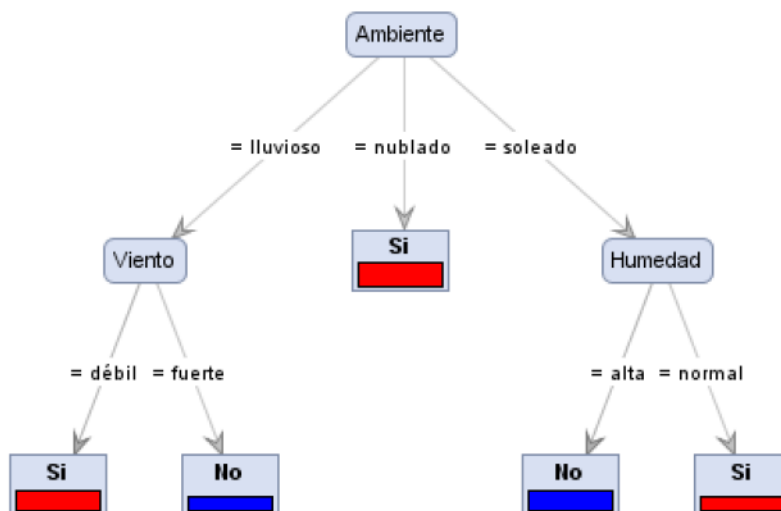 Ambiente
= lluvioso
= nublado
= soleado
Viento
Si
Humedad
= débil
= fuerte
= alta
= normal
Si
No
No
Si